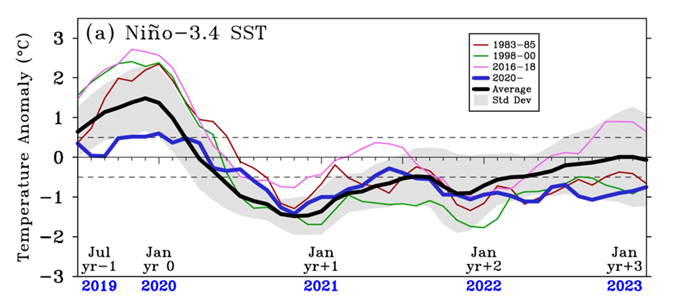 (a) Niño-3.4 SST
Temperature Anomaly (°C)
3
2
1
0
-1
-2
-3
1983-85
1998-00
2016-18
2020-
Average
Std Dev
Jul Jan Jan Jan Jan
yr-1 yr 0 yr+1 yr+2 yr+3
2019 2020 2021 2022 2023